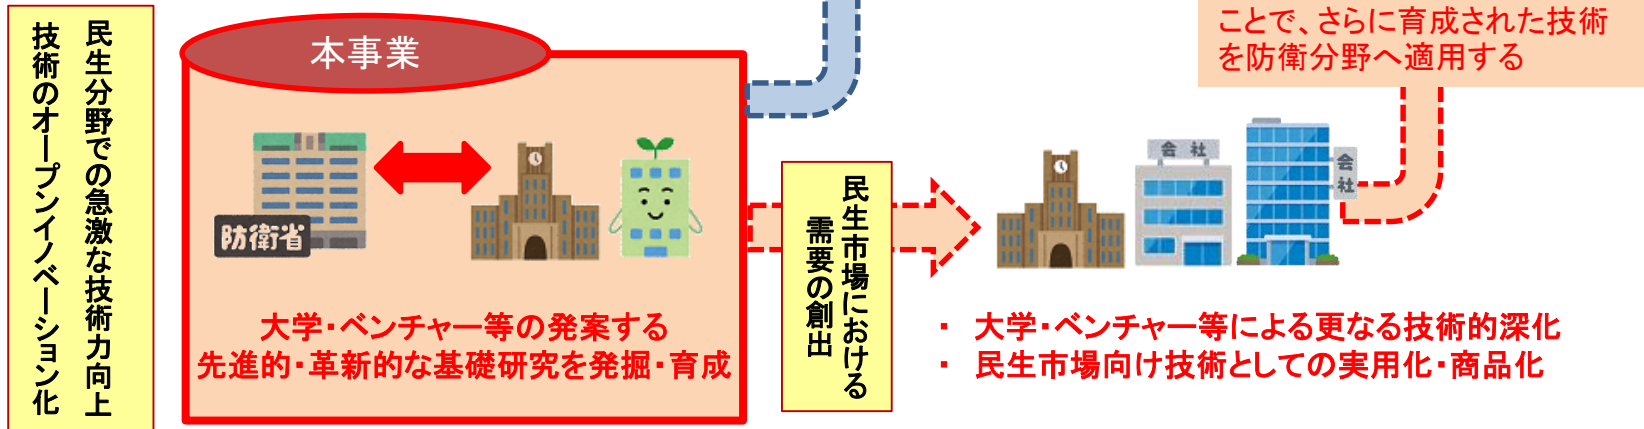 民生分野での急激な技術力向上
技術のオープンイノベーション化
本事業
防衛省
大学・ベンチャー等の発案する
先進的・革新的な基礎研究を発掘・育成
民生市場における
需要の創出
ことで、さらに育成された技術
を防衛分野へ適用する
会社
会社
・ 大学・ベンチャー等による更なる技術的深化
・ 民生市場向け技術としての実用化・商品化